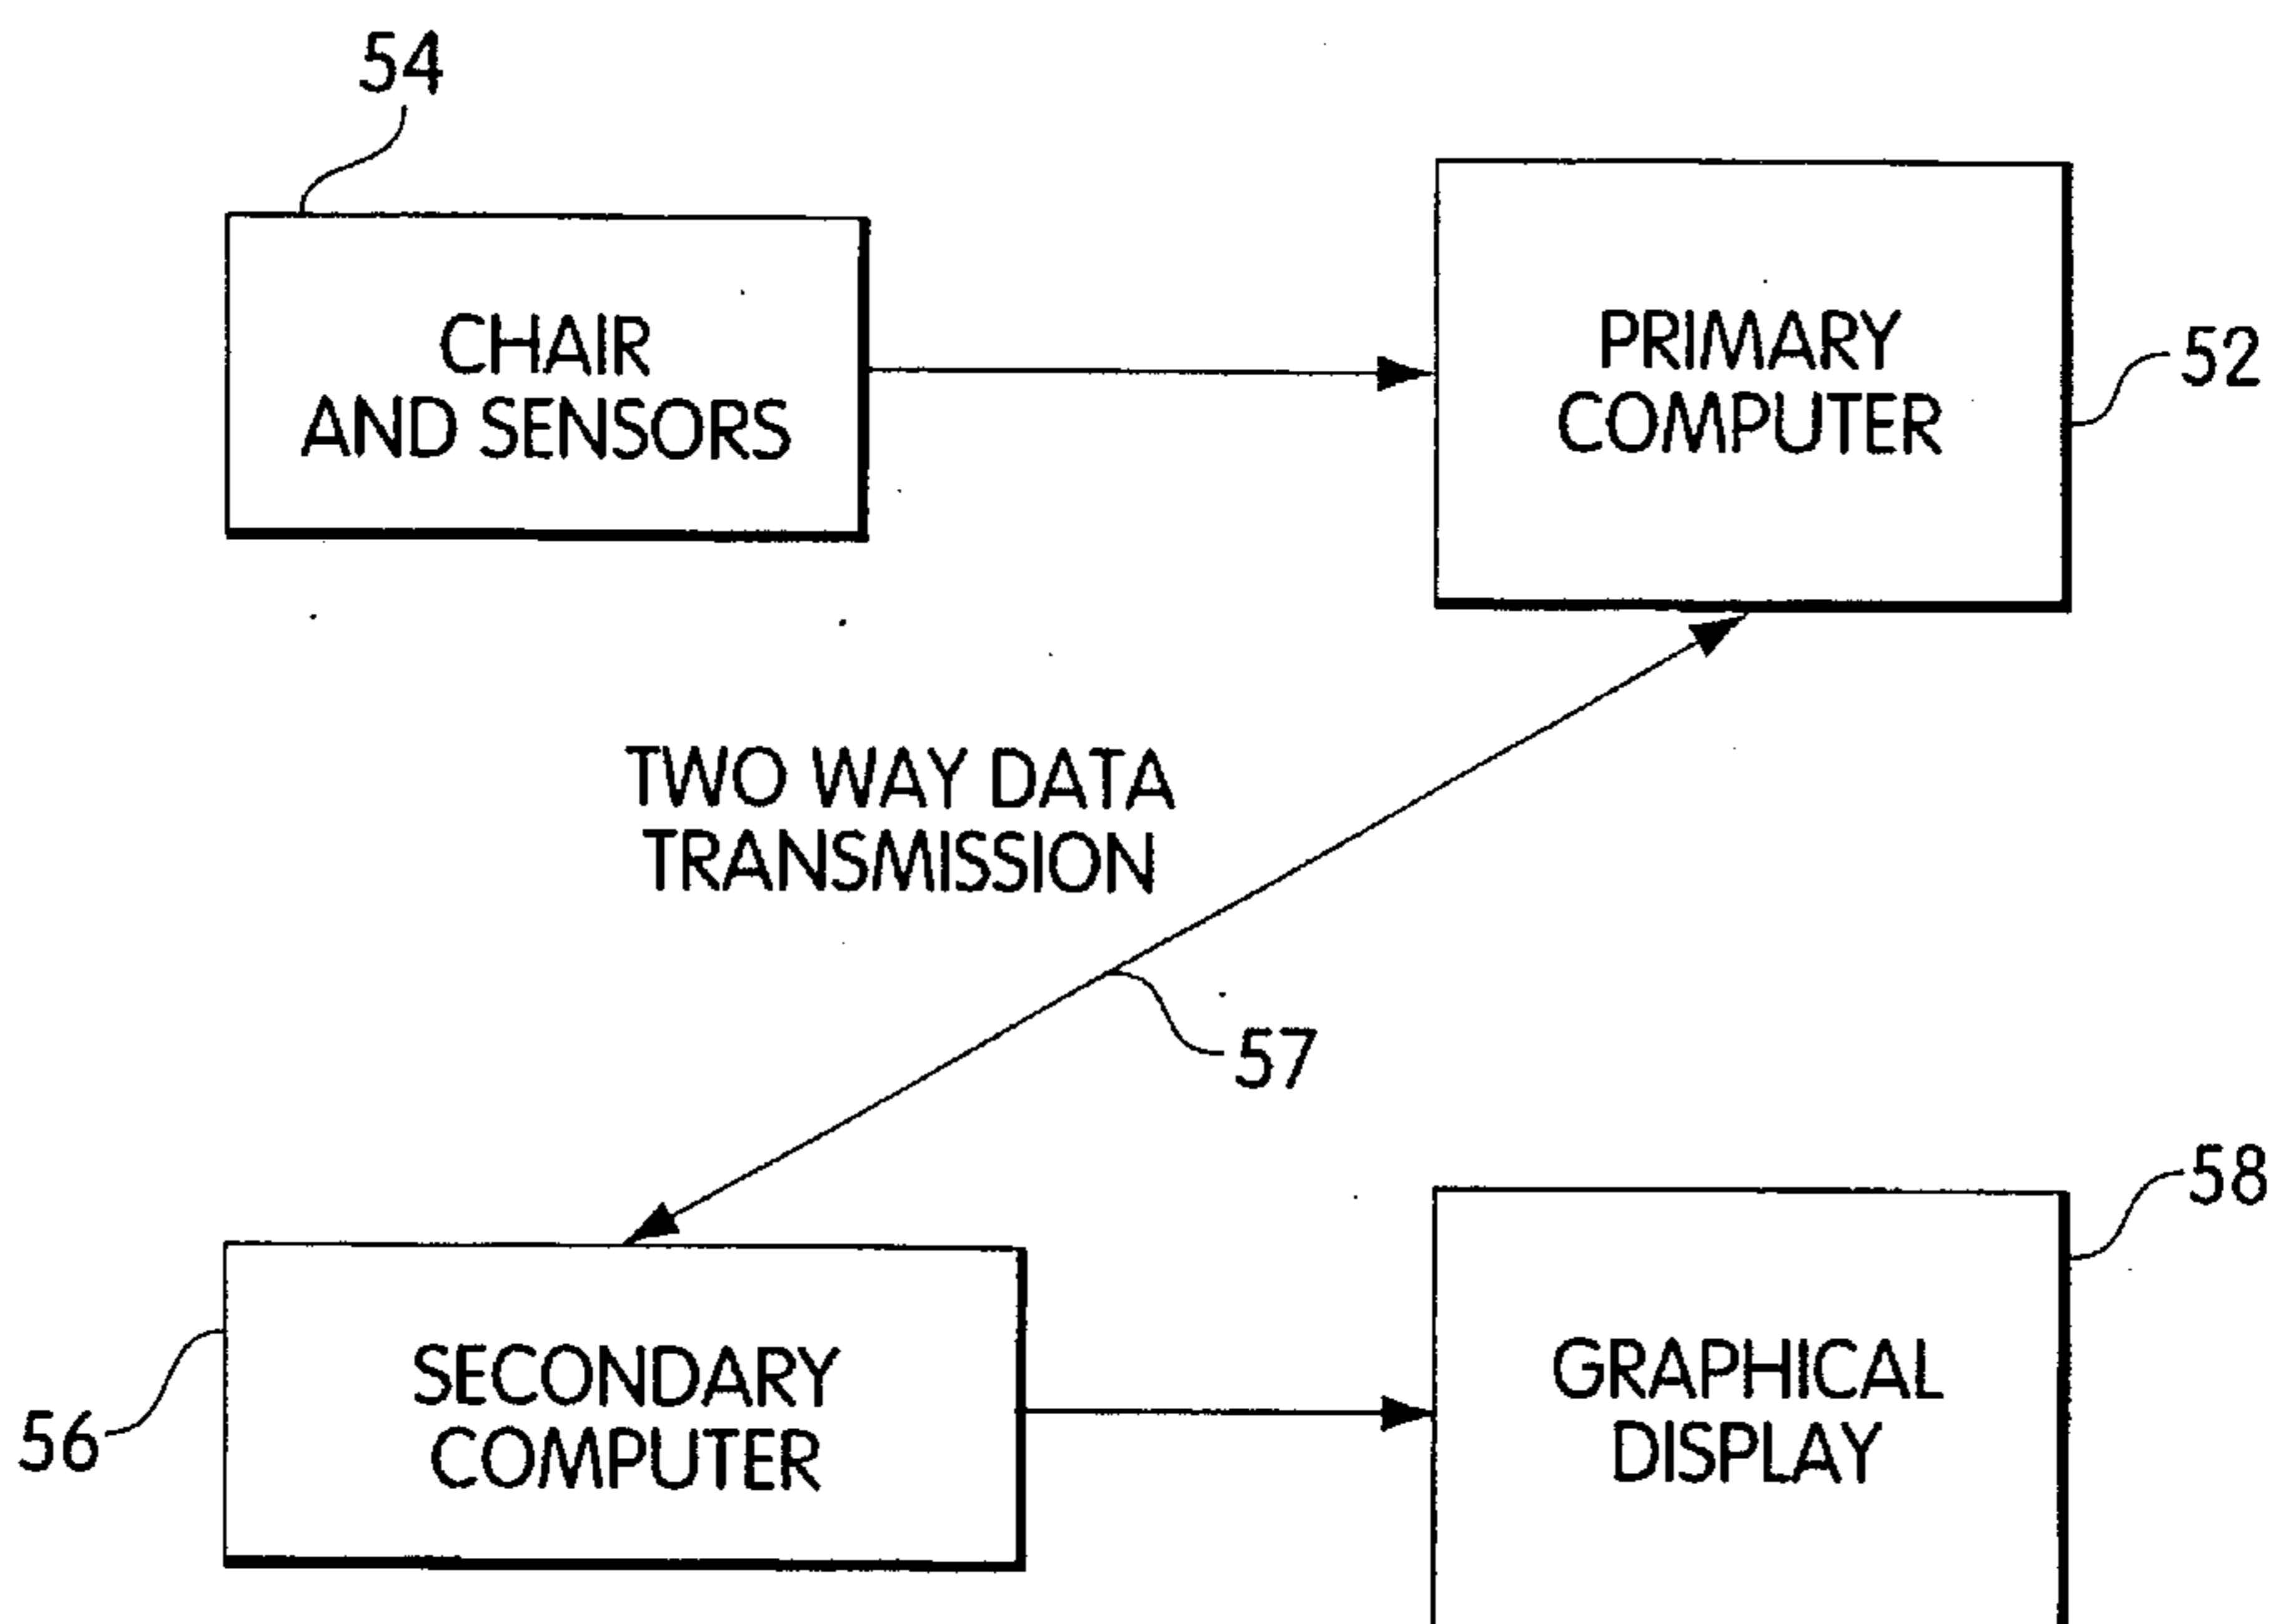 54
CHAIR
AND SENSORS
PRIMARY
COMPUTER
52
TWO WAY DATA
TRANSMISSION
57
58
56
SECONDARY
COMPUTER
GRAPHICAL
DISPLAY